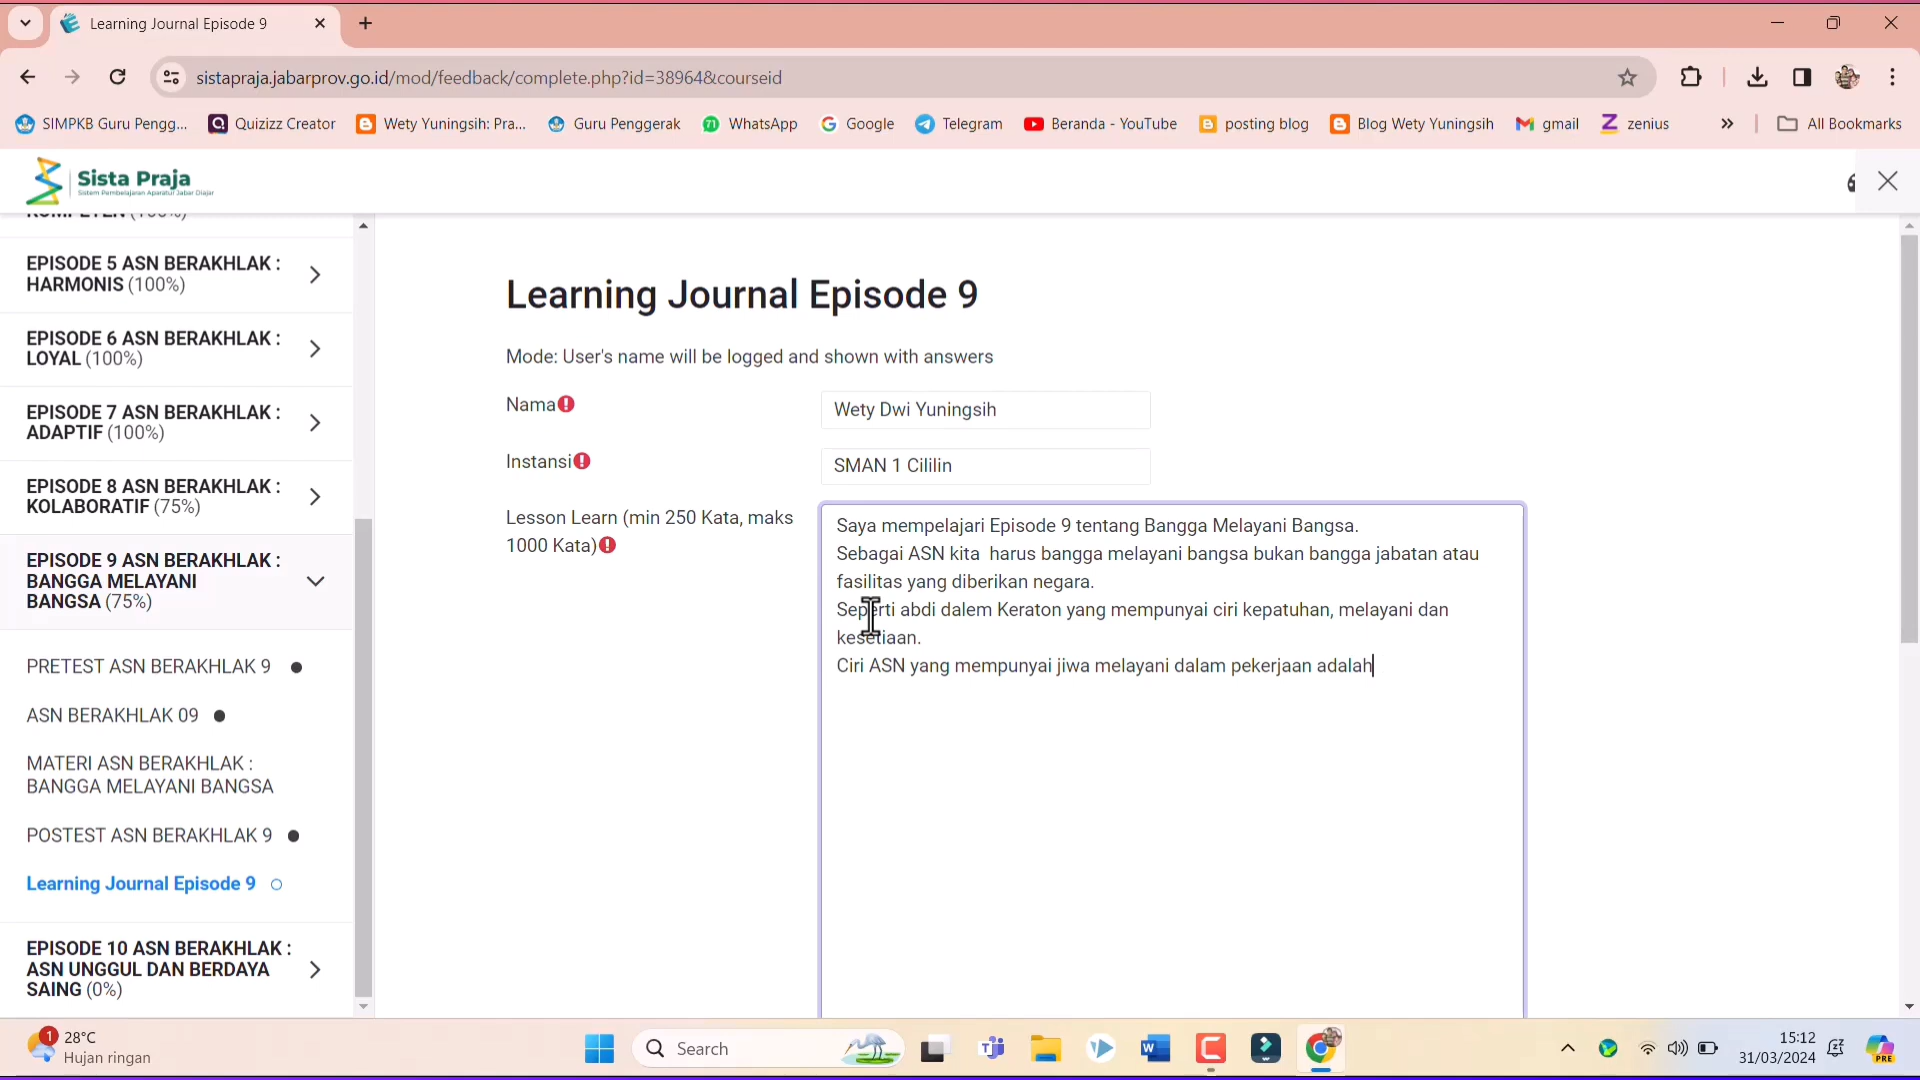 Learning Journal Episode 9
sistapraja.jabarprov.go.id/mod/feedback/complete.php?id=38964&courseid
SIMPKB Guru Pengg...
Quizizz Creator
Wety Yuningsih: Pra...
Guru Penggerak
WhatsApp
Google
Telegram
Beranda - YouTube
posting blog
Blog Wety Yuningsih
gmail
zenius
All Bookmarks
Sista Praja
Sistem Pembelajaran Aparatur Jabar Diajar
KOMPETEN (100%)
EPISODE 5 ASN BERAKHLAK :
HARMONIS (100%)
EPISODE 6 ASN BERAKHLAK :
LOYAL (100%)
EPISODE 7 ASN BERAKHLAK :
ADAPTIF (100%)
EPISODE 8 ASN BERAKHLAK :
KOLABORATIF (75%)
EPISODE 9 ASN BERAKHLAK :
BANGGA MELAYANI
BANGSA (75%)
PRETEST ASN BERAKHLAK 9
ASN BERAKHLAK 09
MATERI ASN BERAKHLAK :
BANGGA MELAYANI BANGSA
POSTEST ASN BERAKHLAK 9
Learning Journal Episode 9
EPISODE 10 ASN BERAKHLAK :
ASN UNGGUL DAN BERDAYA
SAING (0%)
Learning Journal Episode 9
Mode: User's name will be logged and shown with answers
Nama
Wety Dwi Yuningsih
Instansi
SMAN 1 Cililin
Lesson Learn (min 250 Kata, maks
1000 Kata)
Saya mempelajari Episode 9 tentang Bangga Melayani Bangsa.
Sebagai ASN kita  harus bangga melayani bangsa bukan bangga jabatan atau
fasilitas yang diberikan negara.
Seperti abdi dalem Keraton yang mempunyai ciri kepatuhan, melayani dan
kesetiaan.
Ciri ASN yang mempunyai jiwa melayani dalam pekerjaan adalah
1
28°C
Hujan ringan
Search
15:12
31/03/2024
PRE